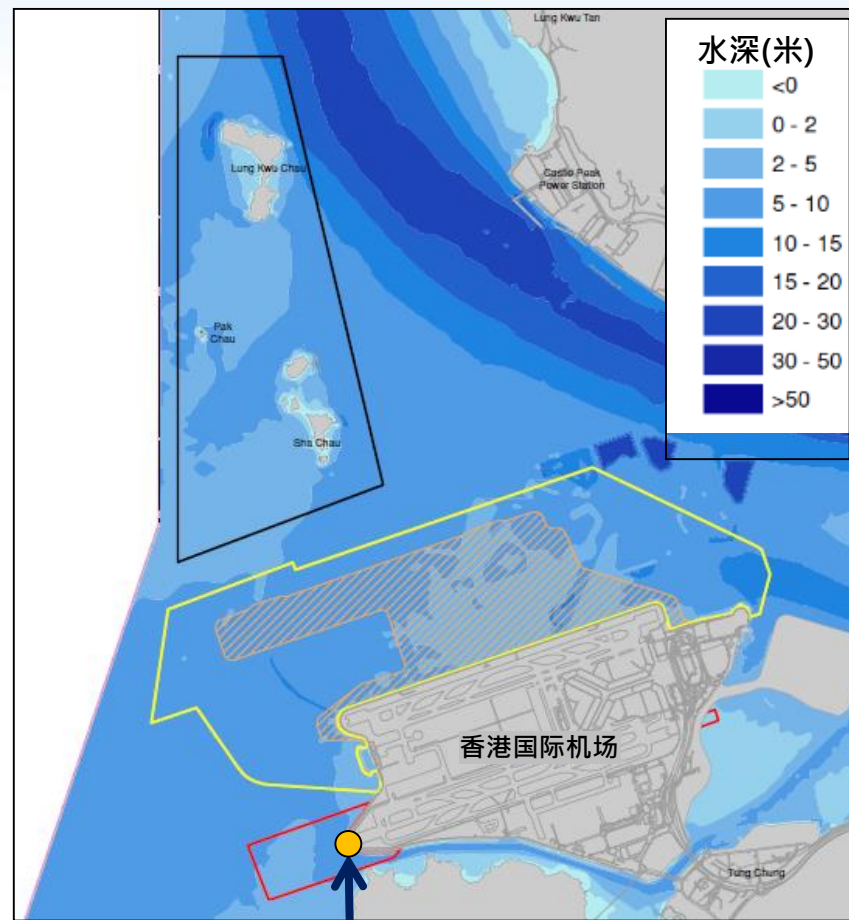 Lung Kwu Tan
水深(米)
<0
0 - 2
2 - 5
5 - 10
10 - 15
15 - 20
20 - 30
30 - 50
>50
Lung Kwu Chau
Castle Peak
Power Station
Pak
Chau
Sha Chau
香港国际机场
Tung Chung